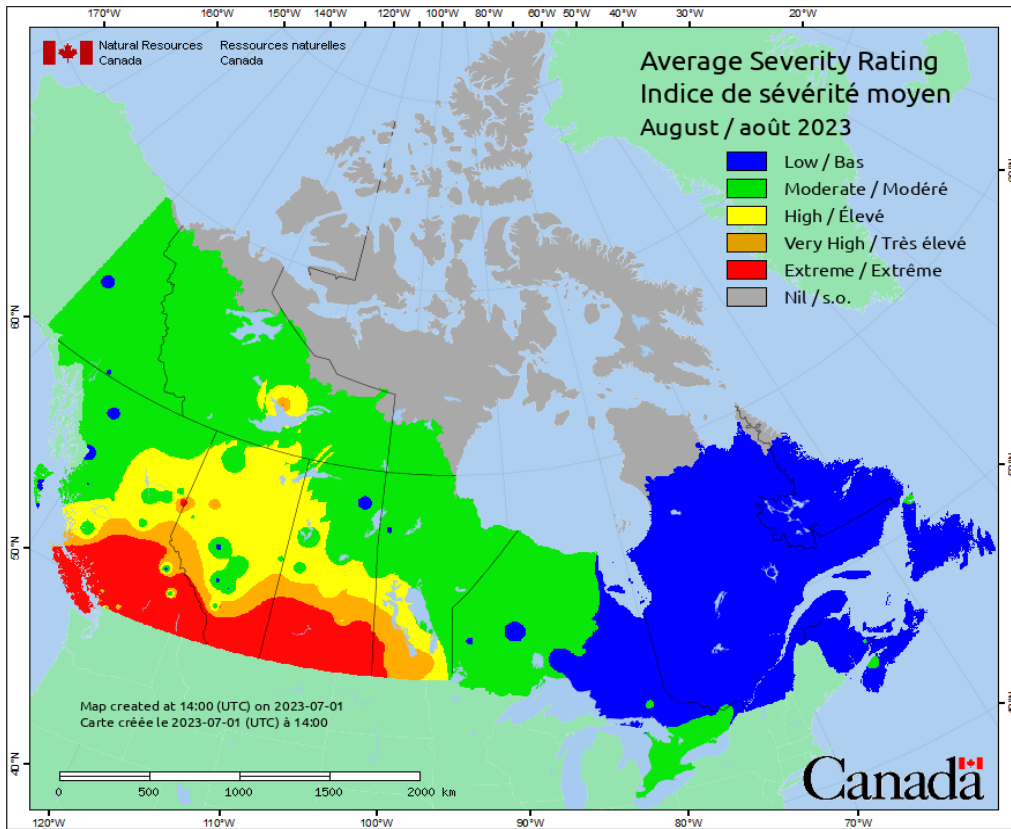 170°W 160°W 150°W 140°W 130°W 120°W 110°W 100°W 90°W 80°W 70°W 60°W 50°W 40°W 30°W 20°W
Natural Resources Canada
Ressources naturelles Canada
Average Severity Rating
Indice de sévérité moyen
August / août 2023
Low / Bas
Moderate / Modéré
High / Élevé
Very High / Très élevé
Extreme / Extrême
Nil / s.o.
60°N
50°N
40°N
Map created at 14:00 (UTC) on 2023-07-01
Carte créée le 2023-07-01 (UTC) à 14:00
0 500 1000 1500 2000 km
Canada
120°W 110°W 100°W 90°W 80°W 70°W